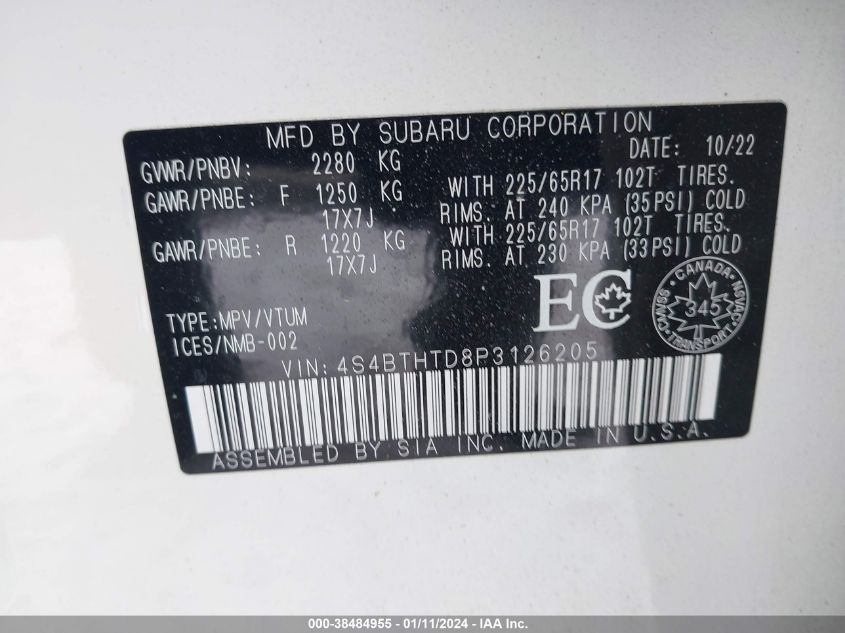 MFD BY SUBARU CORPORATION
DATE: 10/22
GVWR/PNBV: 2280 KG
GAWR/PNBE: F 1250 KG WITH 225/65R17 102T TIRES.
17X7J RIMS. AT 240 KPA (35PSI) COLD
GAWR/PNBE: R 1220 KG WITH 225/65R17 102T TIRES.
17X7J RIMS. AT 230 KPA (33PSI) COLD
EC
CANADA
CMVSS NSVAC
345
TRANSPORT
TYPE:MPV/VTUM
ICES/NMB-002
VIN: 4S4BTHTD8P3126205
ASSEMBLED BY SIA INC. MADE IN U.S.A.
000-38484955 - 01/11/2024 - IAA Inc.